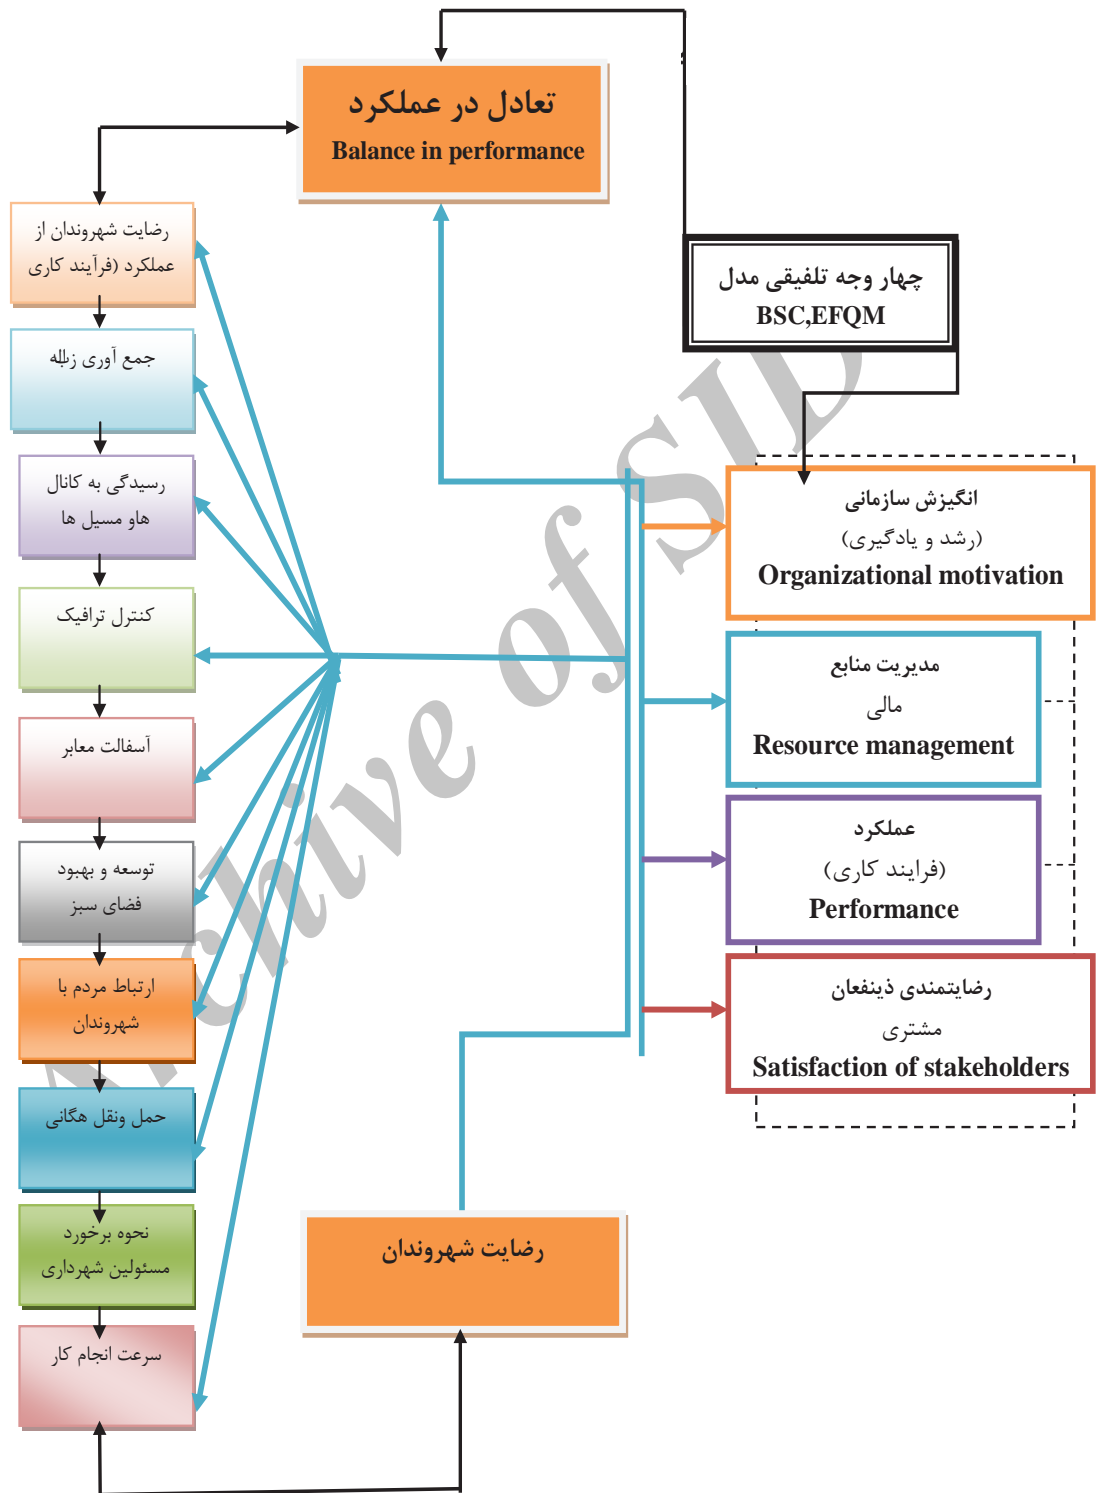 تعادل در عملکرد
Balance in performance
رضایت شهروندان از
عملکرد (فرآیند کاری
جمع آوری زباله
رسیدگی به کانال
هاو مسیل ها
کنترل ترافیک
آسفالت معابر
توسعه و بهبود
فضای سبز
ارتباط مردم با
شهروندان
حمل ونقل هگانی
نحوه برخورد
مسئولین شهرداری
سرعت انجام کار
چهار وجه تلفیقی مدل
BSC,EFQM
انگیزش سازمانی
(رشد و یادگیری)
Organizational motivation
مدیریت منابع
مالی
Resource management
عملکرد
(فرایند کاری)
Performance
رضایتمندی ذینفعان
مشتری
Satisfaction of stakeholders
رضایت شهروندان
Archive of SID